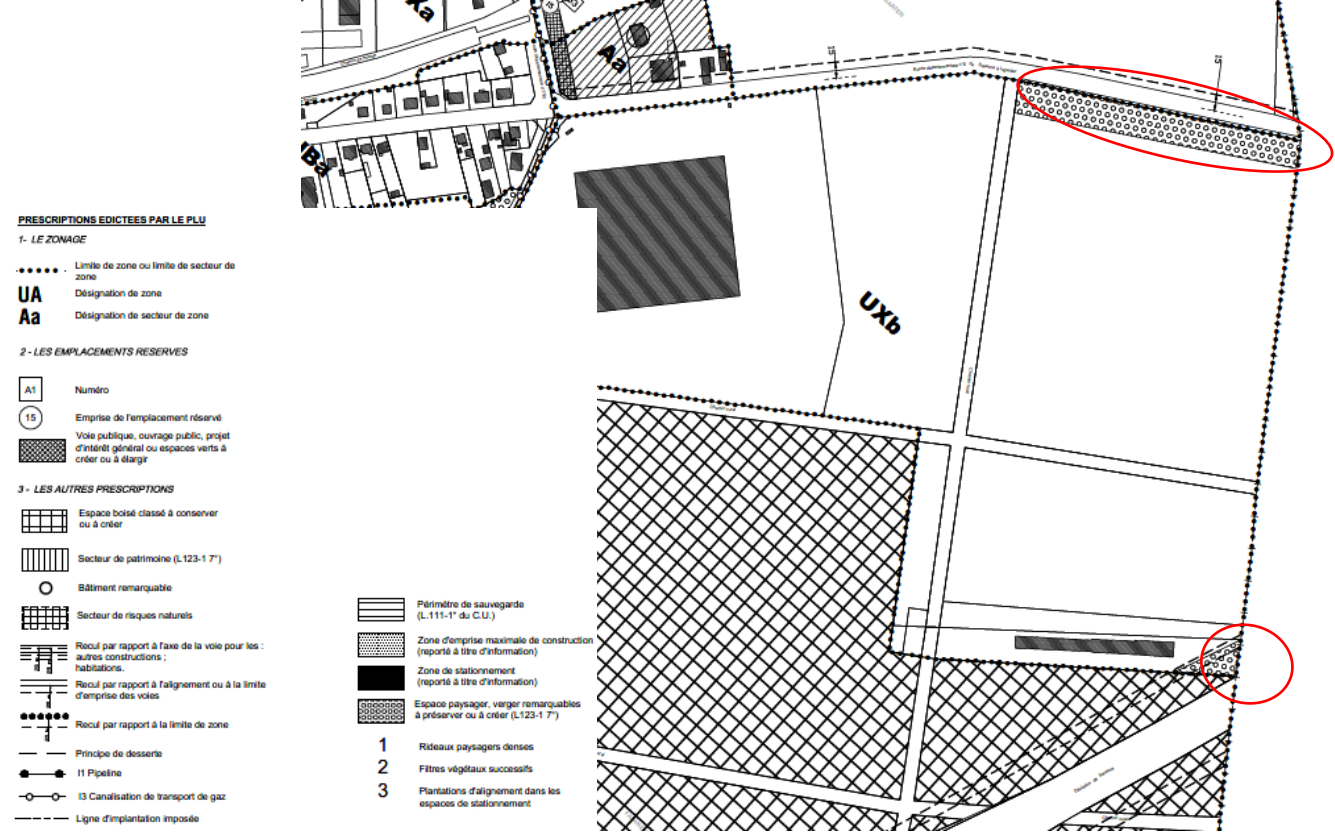 Xa
15
Aa
15
15
UBa
UXb
Chemin rural
Chemin rural
PRESCRIPTIONS EDICTEES PAR LE PLU
1- LE ZONAGE
Limite de zone ou limite de secteur de
zone
UA
Désignation de zone
Aa
Désignation de secteur de zone
2 - LES EMPLACEMENTS RESERVES
A1
Numéro
15
Emprise de l'emplacement réservé
Voie publique, ouvrage public, projet
d'intérêt général ou espaces verts à
créer ou à élargir
3 - LES AUTRES PRESCRIPTIONS
Espace boisé classé à conserver
ou à créer
Secteur de patrimoine (L123-1 7°)
Bâtiment remarquable
Secteur de risques naturels
Recul par rapport à l'axe de la voie pour les :
autres constructions ;
habitations.
Recul par rapport à l'alignement ou à la limite
d'emprise des voies
Recul par rapport à la limite de zone
Principe de desserte
I1 Pipeline
I3 Canalisation de transport de gaz
Ligne d'implantation imposée
Périmètre de sauvegarde
(L.111-1° du C.U.)
Zone d'emprise maximale de construction
(reporté à titre d'information)
Zone de stationnement
(reporté à titre d'information)
Espace paysager, verger remarquables
à préserver ou à créer (L123-1 7°)
1
Rideaux paysagers denses
2
Filtres végétaux successifs
3
Plantations d'alignement dans les
espaces de stationnement